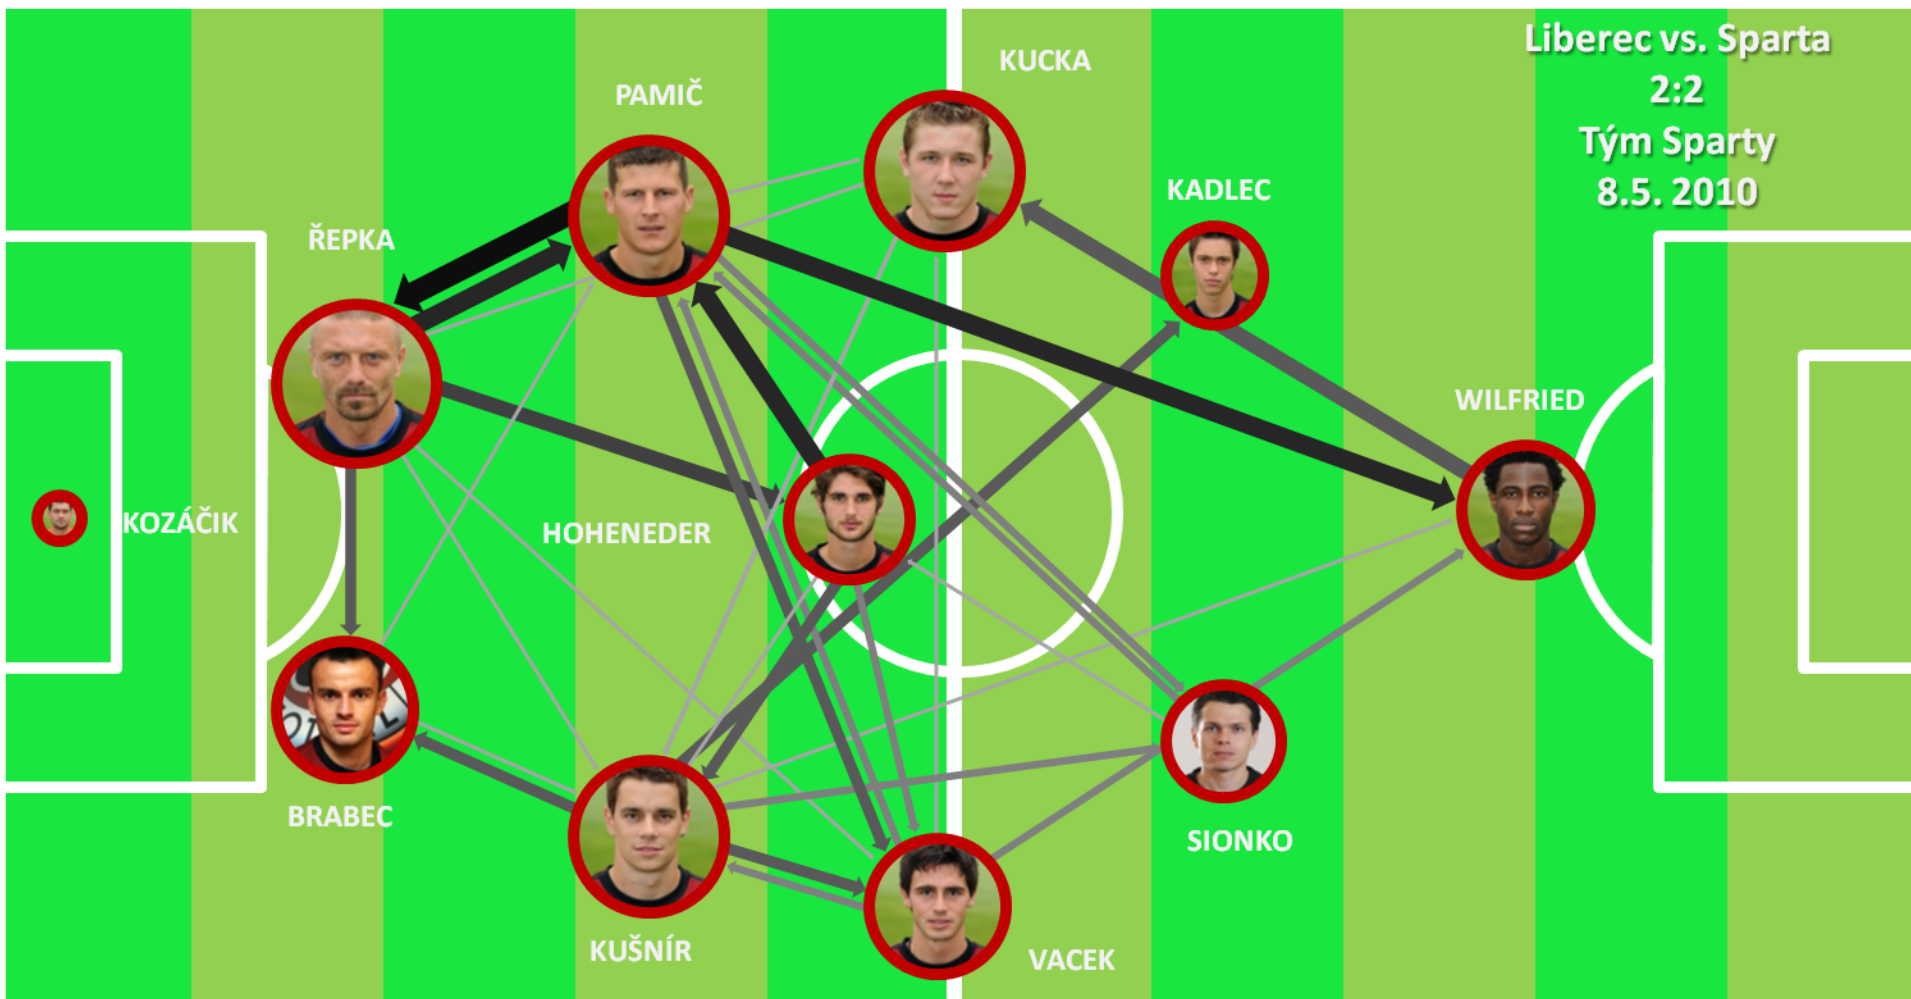 Liberec vs. Sparta
2:2
Tým Sparty
8.5. 2010
KUCKA
PAMIČ
KADLEC
ŘEPKA
WILFRIED
KOZÁČIK
HOHENEDER
BRABEC
SIONKO
KUŠNÍR
VACEK